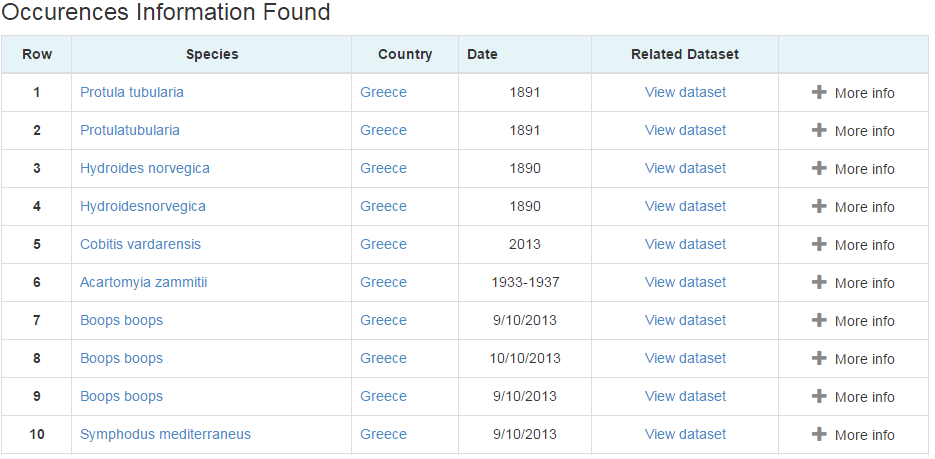 Occurences Information Found
Row Species Country Date Related Dataset
1 Protula tubularia Greece 1891 View dataset More info
2 Protulatubularia Greece 1891 View dataset More info
3 Hydroides norvegica Greece 1890 View dataset More info
4 Hydroidesnorvegica Greece 1890 View dataset More info
5 Cobitis vardarensis Greece 2013 View dataset More info
6 Acartomyia zammitii Greece 1933-1937 View dataset More info
7 Boops boops Greece 9/10/2013 View dataset More info
8 Boops boops Greece 10/10/2013 View dataset More info
9 Boops boops Greece 9/10/2013 View dataset More info
10 Symphodus mediterraneus Greece 9/10/2013 View dataset More info